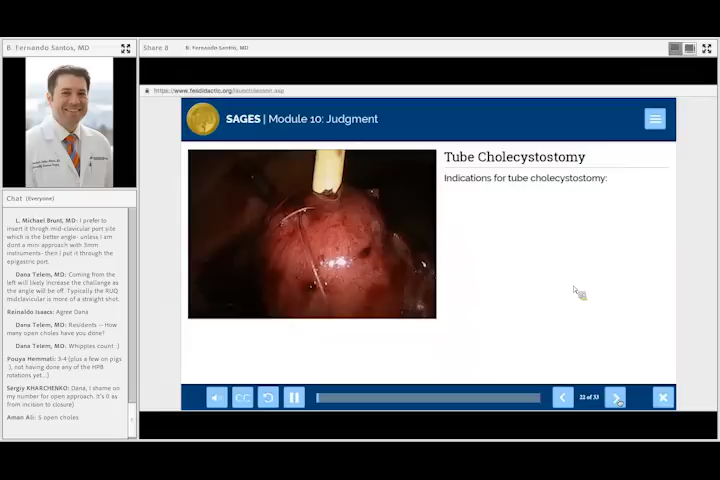 B. Fernando Santos, MD
Share 8
B. Fernando Santos, MD
https://www.fesdidactic.org
SAGES | Module 10: Judgment
Tube Cholecystostomy
Indications for tube cholecystostomy:
Chat (Everyone)
L. Michael Brunt, MD: I prefer to
insert it throgh mid-clavicular port site
which is the better angle- unless I am
dont a mini approach with 3mm
instruments- then I put it through the
epigastric port.
Dana Telem, MD: Coming from the
left will likely increase the challange as
the angle will be off. Typically the RUQ
midclavicular is more of a straight shot.
Reinaldo Isaacs: Agree Dana
Dana Telem, MD: Residents -- How
many open choles have you done?
Dana Telem, MD: Whipples count :)
Pouya Hemmati: 3-4 (plus a few on pigs
), not having done any of the HPB
rotations yet...)
Sergiy KHARCHENKO: Dana, I shame on
my number for open approach. It's 0 as
from incision to closure)
Aman Ali: 5 open choles
CC
22 of 33